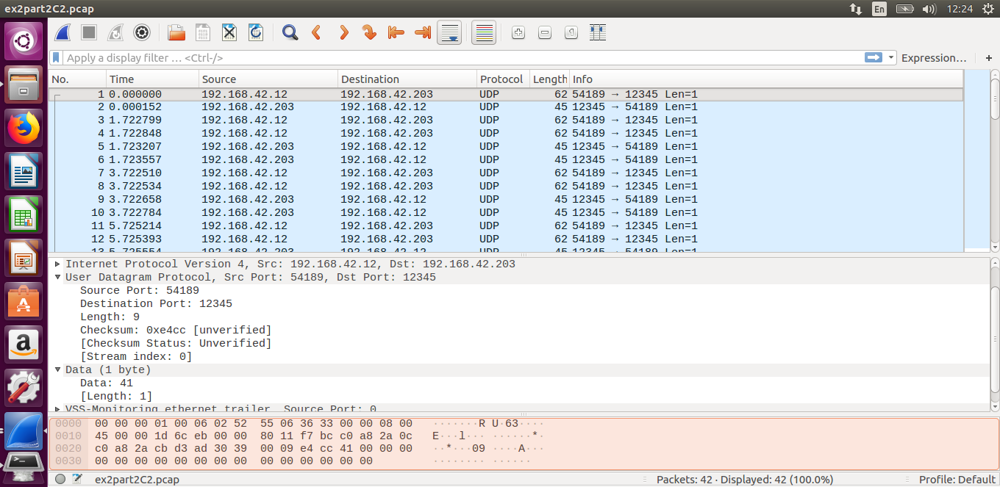 ex2part2C2.pcap En 12:24
Apply a display filter … <Ctrl-/> Expression… +
No. Time Source Destination Protocol Length Info
1 0.000000 192.168.42.12 192.168.42.203 UDP 62 54189 → 12345 Len=1
2 0.000152 192.168.42.203 192.168.42.12 UDP 45 12345 → 54189 Len=1
3 1.722799 192.168.42.12 192.168.42.203 UDP 62 54189 → 12345 Len=1
4 1.722848 192.168.42.12 192.168.42.203 UDP 62 54189 → 12345 Len=1
5 1.723207 192.168.42.203 192.168.42.12 UDP 45 12345 → 54189 Len=1
6 1.723557 192.168.42.203 192.168.42.12 UDP 45 12345 → 54189 Len=1
7 3.722510 192.168.42.12 192.168.42.203 UDP 62 54189 → 12345 Len=1
8 3.722534 192.168.42.12 192.168.42.203 UDP 62 54189 → 12345 Len=1
9 3.722658 192.168.42.203 192.168.42.12 UDP 45 12345 → 54189 Len=1
10 3.722784 192.168.42.203 192.168.42.12 UDP 45 12345 → 54189 Len=1
11 5.725214 192.168.42.12 192.168.42.203 UDP 62 54189 → 12345 Len=1
12 5.725393 192.168.42.12 192.168.42.203 UDP 62 54189 → 12345 Len=1
13 5.725554 192.168.42.203 192.168.42.12 UDP 45 12345 → 54189 Len=1
Internet Protocol Version 4, Src: 192.168.42.12, Dst: 192.168.42.203
User Datagram Protocol, Src Port: 54189, Dst Port: 12345
Source Port: 54189
Destination Port: 12345
Length: 9
Checksum: 0xe4cc [unverified]
[Checksum Status: Unverified]
[Stream index: 0]
Data (1 byte)
Data: 41
[Length: 1]
VSS-Monitoring ethernet trailer, Source Port: 0
0000 00 00 00 01 00 06 02 52 55 06 36 33 00 00 08 00 ·······R U·63····
0010 45 00 00 1d 6c eb 00 00 80 11 f7 bc c0 a8 2a 0c E···l··· ······*·
0020 c0 a8 2a cb d3 ad 30 39 00 09 e4 cc 41 00 00 00 ··*···09 ····A···
0030 00 00 00 00 00 00 00 00 00 00 00 00 00 00 ········ ······
ex2part2C2.pcap Packets: 42 · Displayed: 42 (100.0%) Profile: Default